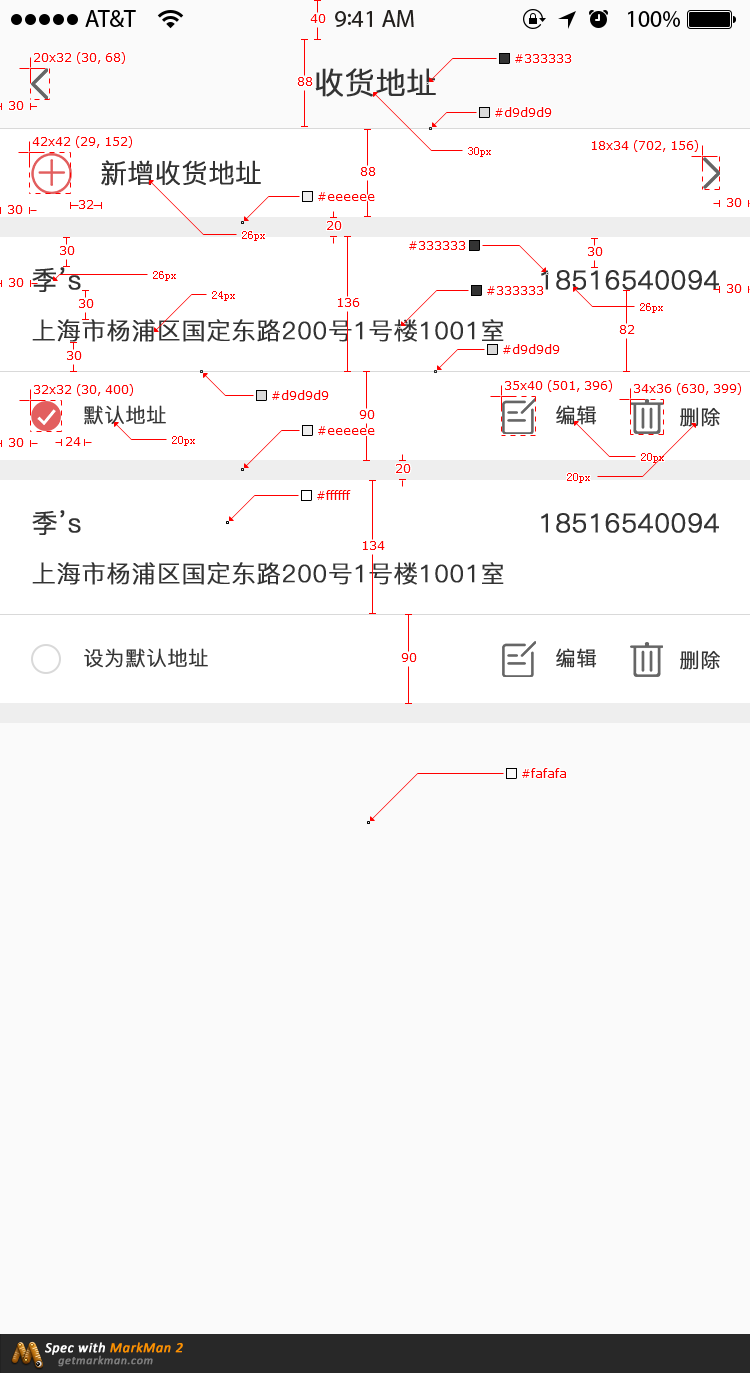 AT&T 9:41 AM 100%
40
20x32 (30, 68)
#333333
88
收货地址
30
#d9d9d9
42x42 (29, 152)
30px
18x34 (702, 156)
88
新增收货地址
#eeeeee
30
32
30
20
26px
30
#333333
30
季's
26px
18516540094
30
30
24px
136
#333333
30
26px
82
上海市杨浦区国定东路200号1号楼1001室
30
#d9d9d9
32x32 (30, 400)
#d9d9d9
35x40 (501, 396)
34x36 (630, 399)
90
默认地址
编辑
删除
#eeeeee
30
24
20px
20px
20
20px
#ffffff
季's
18516540094
134
上海市杨浦区国定东路200号1号楼1001室
设为默认地址
90
编辑
删除
#fafafa
Spec with MarkMan 2
getmarkman.com